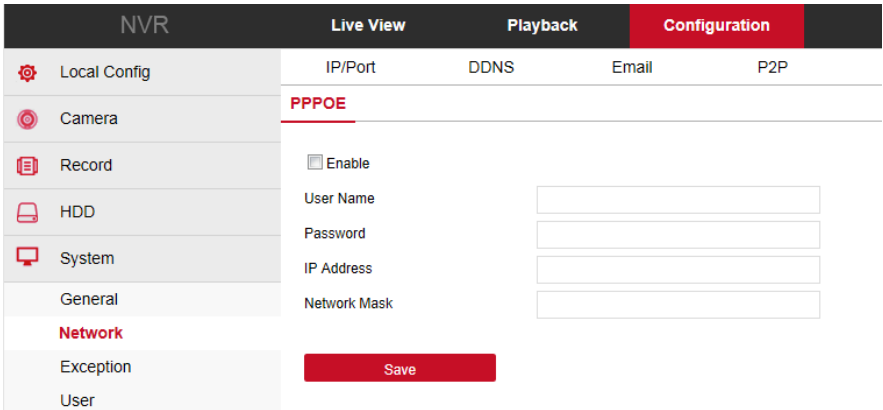 NVR Live View Playback Configuration
Local Config
Camera
Record
HDD
System
General
Network
Exception
User
IP/Port DDNS Email P2P
PPPOE
Enable
User Name
Password
IP Address
Network Mask
Save